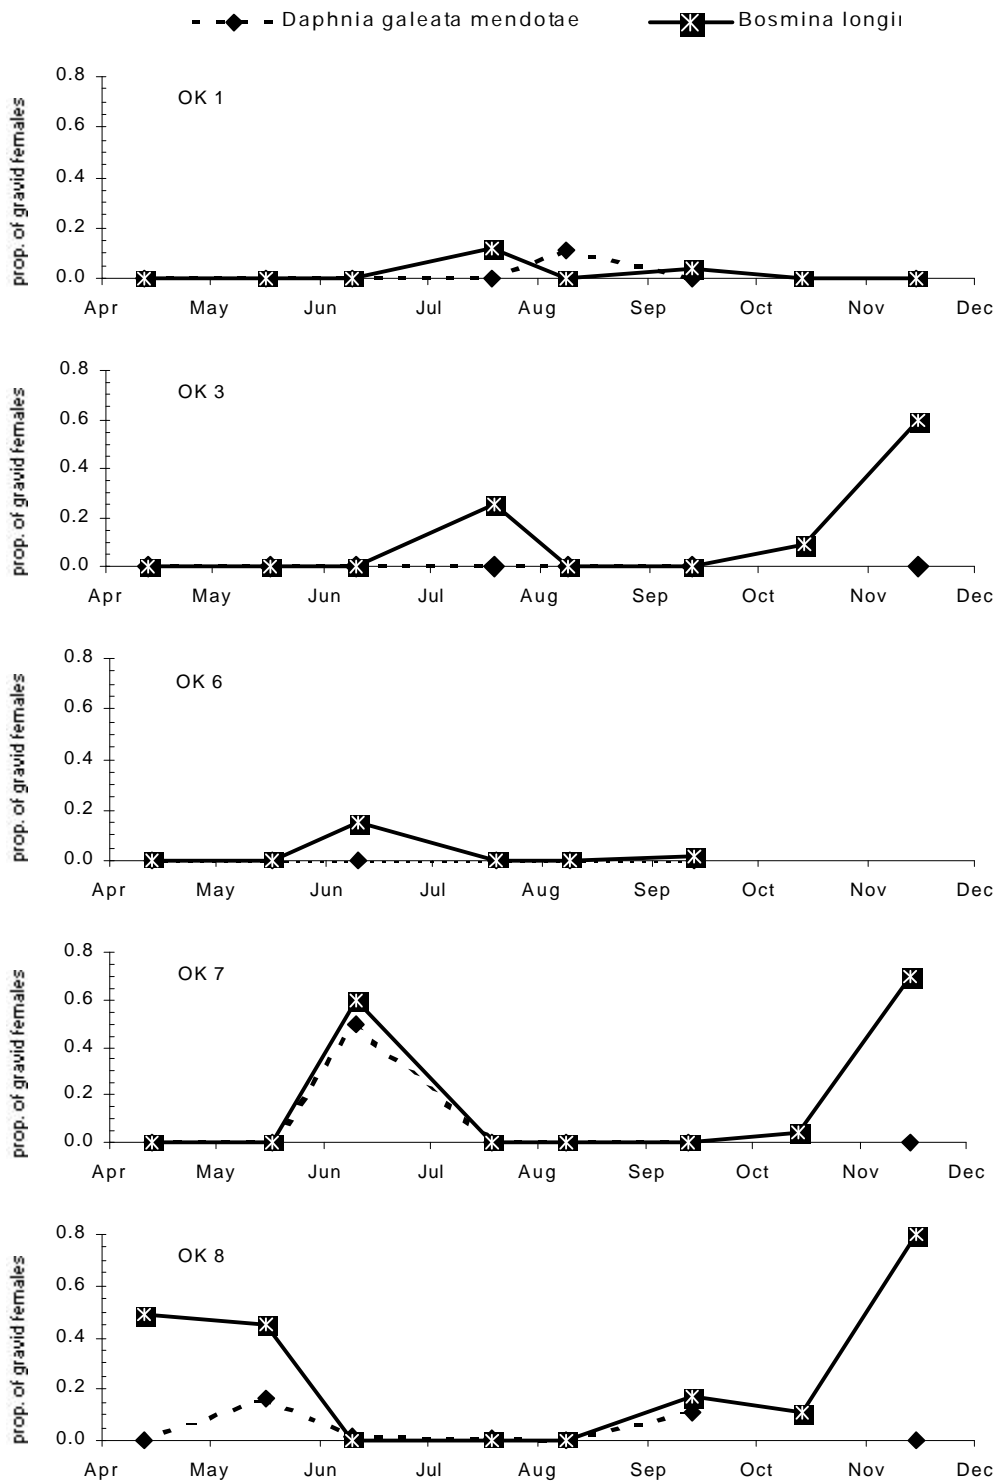 Daphnia galeata mendotae Bosmina longir
prop. of gravid females
0.8
0.6
0.4
0.2
0.0
OK 1
Apr May Jun Jul Aug Sep Oct Nov Dec
prop. of gravid females
0.8
0.6
0.4
0.2
0.0
OK 3
Apr May Jun Jul Aug Sep Oct Nov Dec
prop. of gravid females
0.8
0.6
0.4
0.2
0.0
OK 6
Apr May Jun Jul Aug Sep Oct Nov Dec
prop. of gravid females
0.8
0.6
0.4
0.2
0.0
OK 7
Apr May Jun Jul Aug Sep Oct Nov Dec
prop. of gravid females
0.8
0.6
0.4
0.2
0.0
OK 8
Apr May Jun Jul Aug Sep Oct Nov Dec